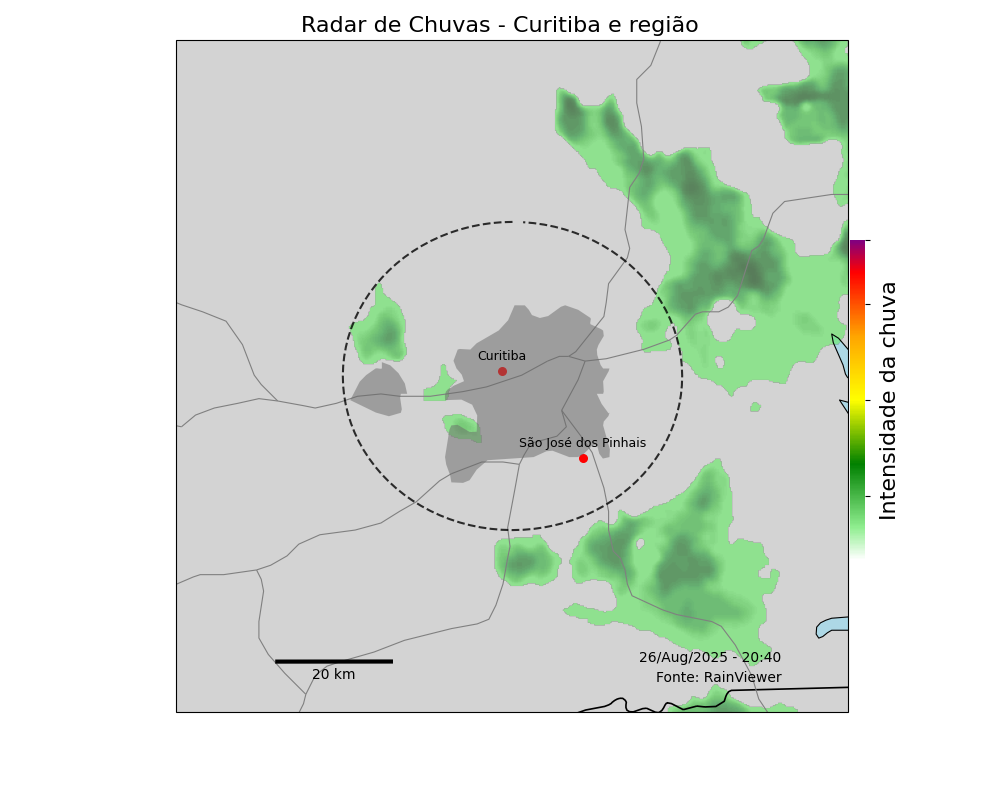 Radar de Chuvas - Curitiba e região
Curitiba
São José dos Pinhais
Intensidade da chuva
26/Aug/2025 - 20:40
Fonte: RainViewer
20 km